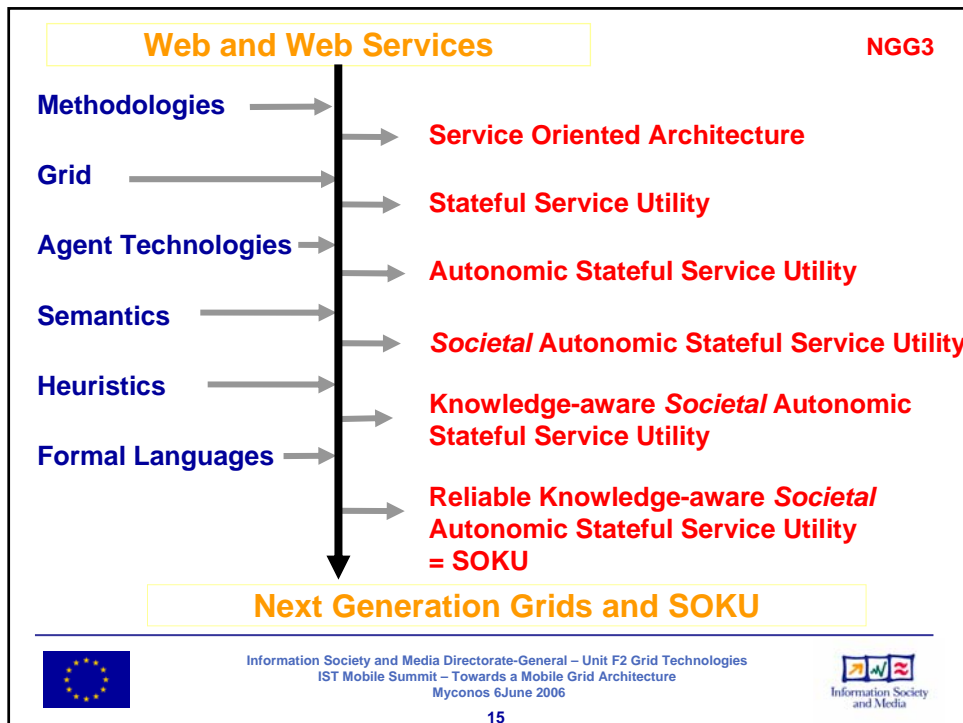 Web and Web Services
NGG3
Methodologies
Service Oriented Architecture
Grid
Stateful Service Utility
Agent Technologies
Autonomic Stateful Service Utility
Semantics
Societal Autonomic Stateful Service Utility
Heuristics
Knowledge-aware Societal Autonomic
Stateful Service Utility
Formal Languages
Reliable Knowledge-aware Societal
Autonomic Stateful Service Utility
= SOKU
Next Generation Grids and SOKU
Information Society and Media Directorate-General – Unit F2 Grid Technologies
IST Mobile Summit – Towards a Mobile Grid Architecture
Myconos 6June 2006
15
Information Society
and Media